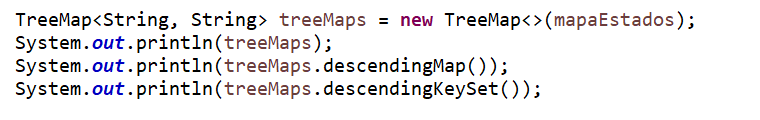 TreeMap<String, String> treeMaps = new TreeMap<>(mapaEstados);
System.out.println(treeMaps);
System.out.println(treeMaps.descendingMap());
System.out.println(treeMaps.descendingKeySet());